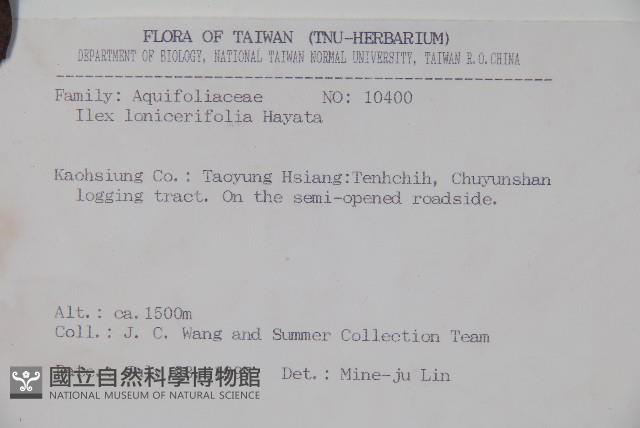 FLORA OF TAIWAN (TNU-HERBARIUM)
DEPARTMENT OF BIOLOGY, NATIONAL TAIWAN NORMAL UNIVERSITY, TAIWAN R.O.CHINA
Family: Aquifoliaceae NO: 10400
Ilex lonicerifolia Hayata
Kaohsiung Co.: Taoyung Hsiang:Tenhchih, Chuyunshan
logging tract. On the semi-opened roadside.
Alt.: ca.1500m
Coll.: J. C. Wang and Summer Collection Team
Det.: Mine-ju Lin
國立自然科學博物館
NATIONAL MUSEUM OF NATURAL SCIENCE